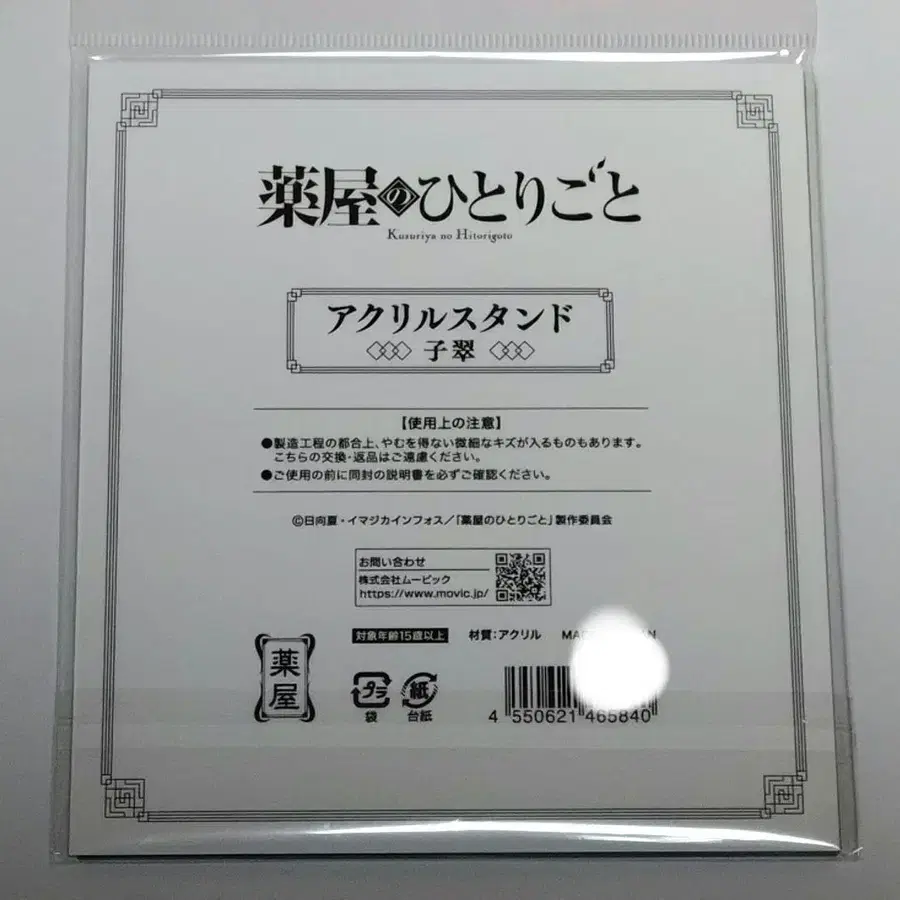 薬屋のひとりごと
Kusuriya no Hitorigoto
アクリルスタンド
子翠
【使用上の注意】
●製造工程の都合上、やむを得ない微細なキズが入るものもあります。
こちらの交換・返品はご遠慮ください。
●ご使用の前に同封の説明書を必ずご確認ください。
©日向夏・イマジカインフォス/「薬屋のひとりごと」製作委員会
お問い合わせ
株式会社ムービック
https://www.movic.jp/
対象年齢15歳以上 材質:アクリル
薬屋
プラ 紙
袋 台紙
4 550621 465840